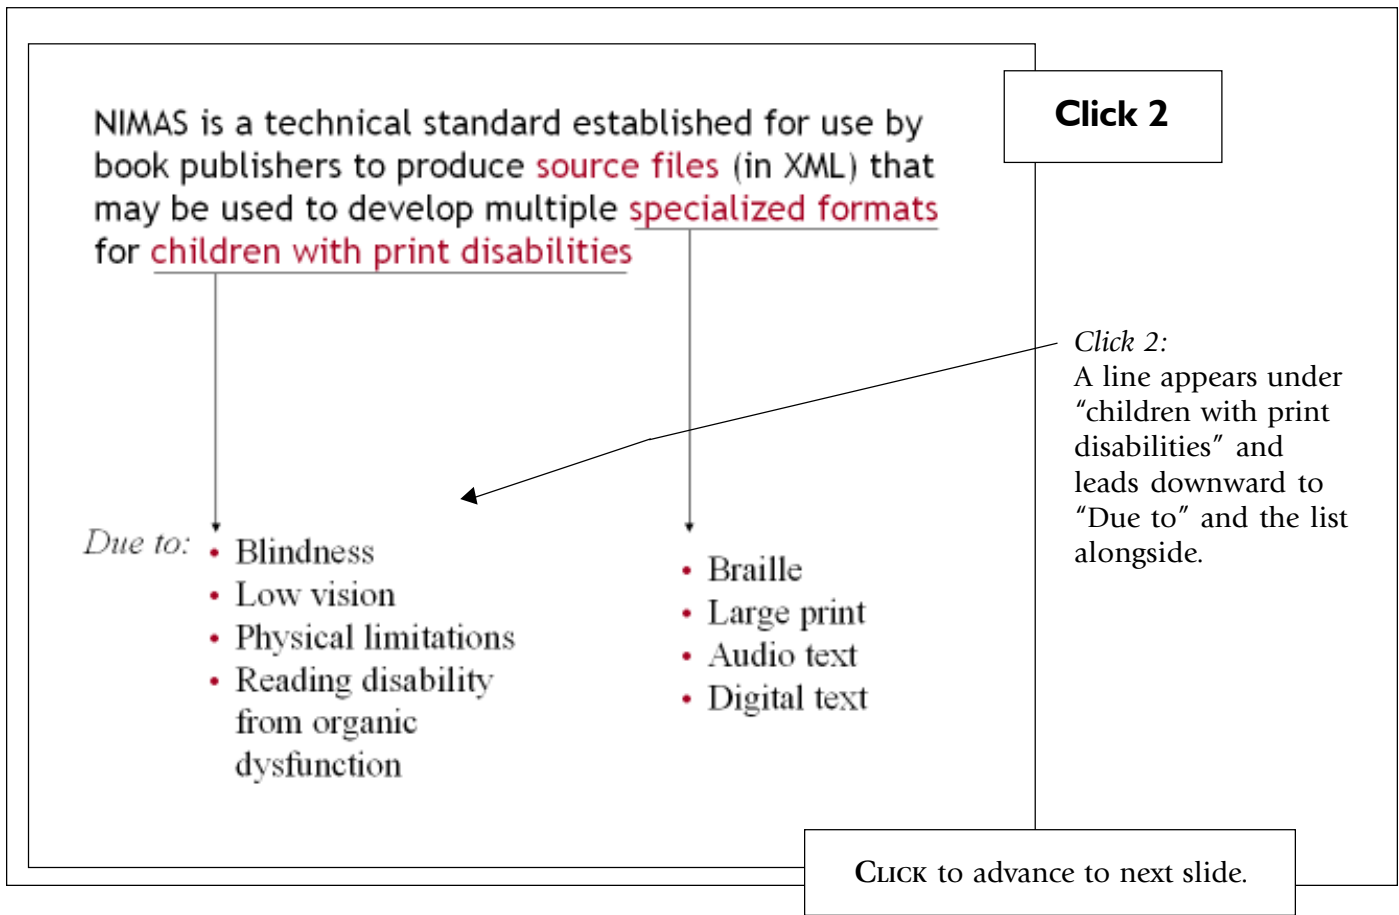 NIMAS is a technical standard established for use by
book publishers to produce source files (in XML) that
may be used to develop multiple specialized formats
for children with print disabilities
Click 2
Click 2:
A line appears under
"children with print
disabilities" and
leads downward to
"Due to" and the list
alongside.
Due to:
• Blindness
• Low vision
• Physical limitations
• Reading disability
from organic
dysfunction
• Braille
• Large print
• Audio text
• Digital text
CLICK to advance to next slide.